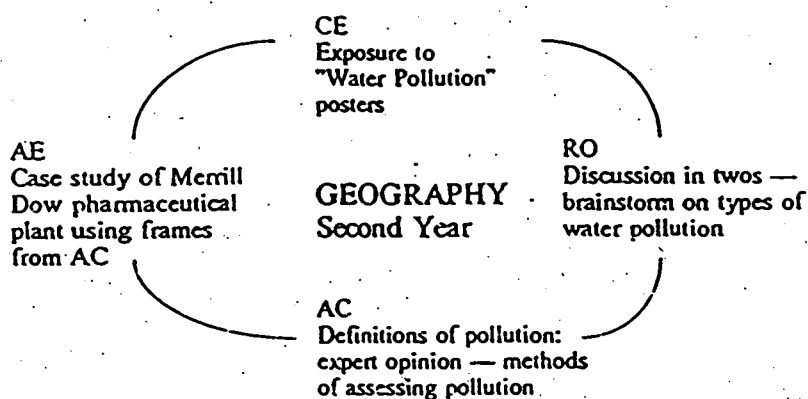 CE
Exposure to
"Water Pollution"
posters
AE
Case study of Merrill
Dow pharmaceutical
plant using frames
from AC
GEOGRAPHY
Second Year
RO
Discussion in twos —
brainstorm on types of
water pollution
AC
Definitions of pollution:
expert opinion — methods
of assessing pollution